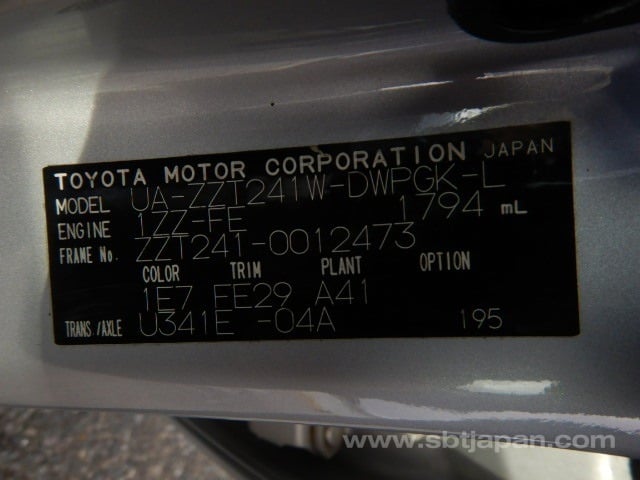 TOYOTA MOTOR CORPORATION JAPAN
MODEL UA-ZZT241W-DWPGK-L
ENGINE 1ZZ-FE 1794 mL
FRAME No. ZZT241-0012473
COLOR TRIM PLANT OPTION
1E7 FE29 A41
TRANS./AXLE U341E -04A 195
www.sbtjapan.com